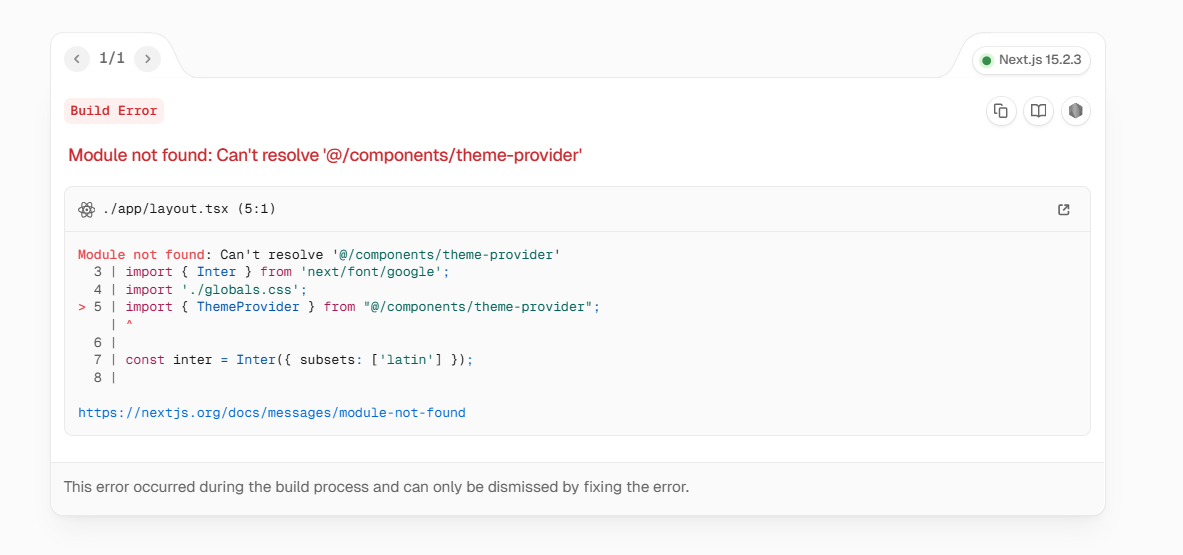 1/1
Next.js 15.2.3
Build Error
Module not found: Can't resolve '@/components/theme-provider'
./app/layout.tsx (5:1)
Module not found: Can't resolve '@/components/theme-provider'
  3 | import { Inter } from 'next/font/google';
  4 | import './globals.css';
> 5 | import { ThemeProvider } from "@/components/theme-provider";
    | ^
  6 |
  7 | const inter = Inter({ subsets: ['latin'] });
  8 |
https://nextjs.org/docs/messages/module-not-found
This error occurred during the build process and can only be dismissed by fixing the error.